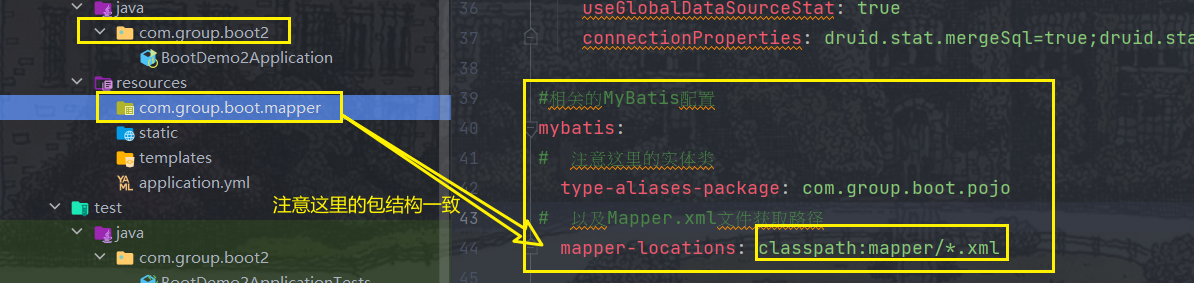 java
com.group.boot2
BootDemo2Application
resources
com.group.boot.mapper
static
templates
application.yml
test
java
com.group.boot2
BootDemo2ApplicationTests
注意这里的包结构一致
36 useGlobalDataSourceStat: true
37 connectionProperties: druid.stat.mergeSql=true;druid.sta
38
39 #相关的MyBatis配置
40 mybatis:
41 # 注意这里的实体类
42 type-aliases-package: com.group.boot.pojo
43 # 以及Mapper.xml文件获取路径
44 mapper-locations: classpath:mapper/*.xml